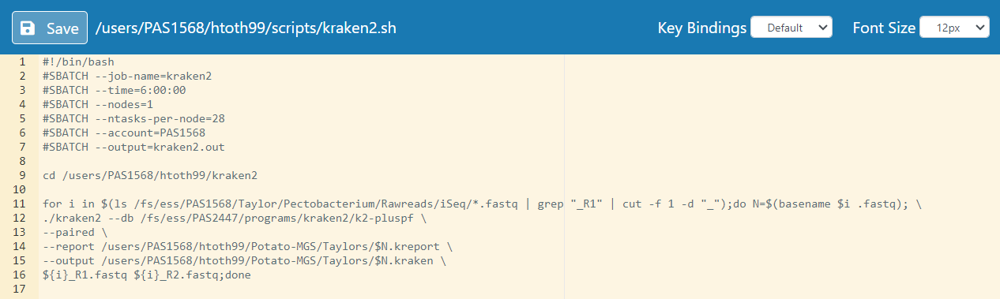 Save /users/PAS1568/htoth99/scripts/kraken2.sh Key Bindings Default Font Size 12px
1 #!/bin/bash
2 #SBATCH --job-name=kraken2
3 #SBATCH --time=6:00:00
4 #SBATCH --nodes=1
5 #SBATCH --ntasks-per-node=28
6 #SBATCH --account=PAS1568
7 #SBATCH --output=kraken2.out
8
9 cd /users/PAS1568/htoth99/kraken2
10
11 for i in $(ls /fs/ess/PAS1568/Taylor/Pectobacterium/Rawreads/iSeq/*.fastq | grep "_R1" | cut -f 1 -d "_");do N=$(basename $i .fastq); \
12 ./kraken2 --db /fs/ess/PAS2447/programs/kraken2/k2-pluspf \
13 --paired \
14 --report /users/PAS1568/htoth99/Potato-MGS/Taylors/$N.kreport \
15 --output /users/PAS1568/htoth99/Potato-MGS/Taylors/$N.kraken \
16 ${i}_R1.fastq ${i}_R2.fastq;done
17